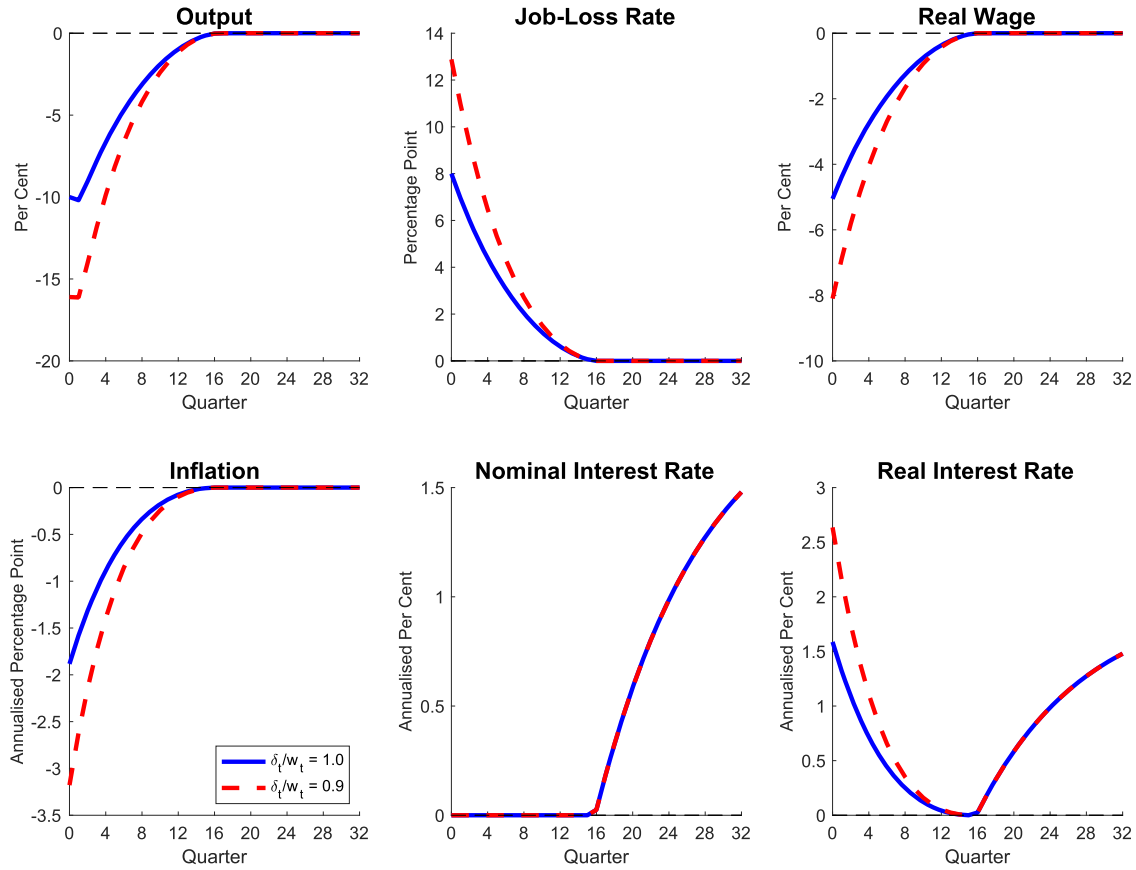 Output
Per Cent
0
-5
-10
-15
-20
0 4 8 12 16 20 24 28 32
Quarter
Job-Loss Rate
Percentage Point
14
12
10
8
6
4
2
0
0 4 8 12 16 20 24 28 32
Quarter
Real Wage
Per Cent
0
-2
-4
-6
-8
-10
0 4 8 12 16 20 24 28 32
Quarter
Inflation
Annualised Percentage Point
0
-0.5
-1
-1.5
-2
-2.5
-3
-3.5
δt/wt = 1.0
δt/wt = 0.9
0 4 8 12 16 20 24 28 32
Quarter
Nominal Interest Rate
Annualised Per Cent
1.5
1
0.5
0
0 4 8 12 16 20 24 28 32
Quarter
Real Interest Rate
Annualised Per Cent
3
2.5
2
1.5
1
0.5
0
0 4 8 12 16 20 24 28 32
Quarter